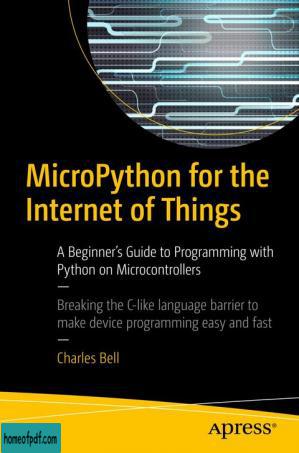 MicroPython for the
Internet of Things
A Beginner's Guide to Programming with
Python on Microcontrollers
—
Breaking the C-like language barrier to
make device programming easy and fast
—
Charles Bell
Apress®
homeofpdf.com